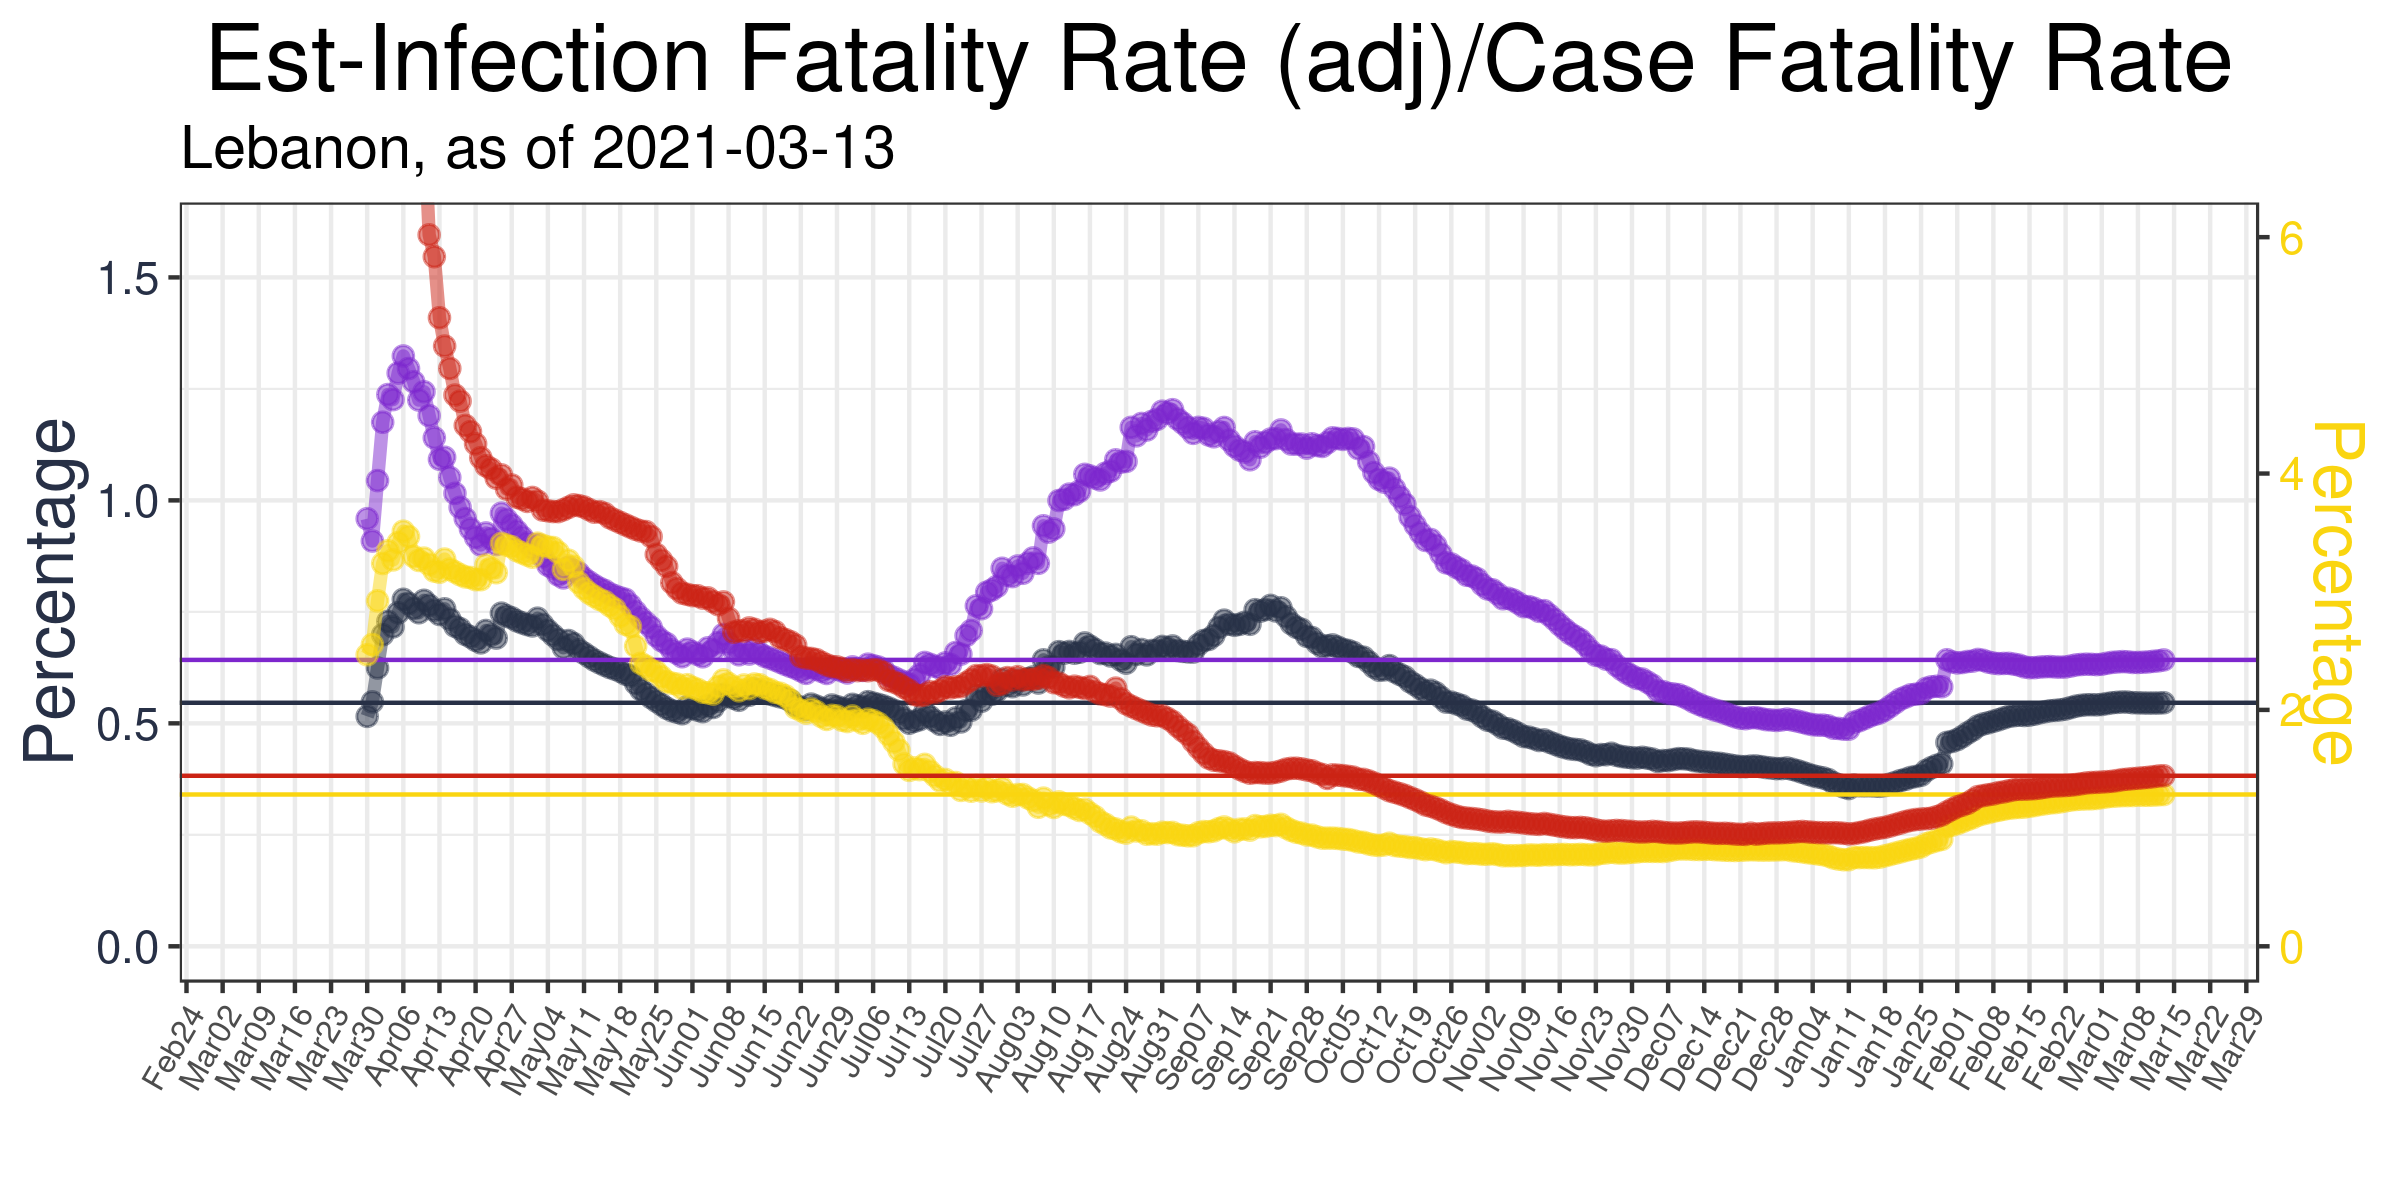 Est-Infection Fatality Rate (adj)/Case Fatality Rate
Lebanon, as of 2021-03-13
Percentage
1.5
1.0
0.5
0.0
6
4
2
0
Percentage
Feb24
Mar02
Mar09
Mar16
Mar23
Mar30
Apr06
Apr13
Apr20
Apr27
May04
May11
May18
May25
Jun01
Jun08
Jun15
Jun22
Jun29
Jul06
Jul13
Jul20
Jul27
Aug03
Aug10
Aug17
Aug24
Aug31
Sep07
Sep14
Sep21
Sep28
Oct05
Oct12
Oct19
Oct26
Nov02
Nov09
Nov16
Nov23
Nov30
Dec07
Dec14
Dec21
Dec28
Jan04
Jan11
Jan18
Jan25
Feb01
Feb08
Feb15
Feb22
Mar01
Mar08
Mar15
Mar22
Mar29